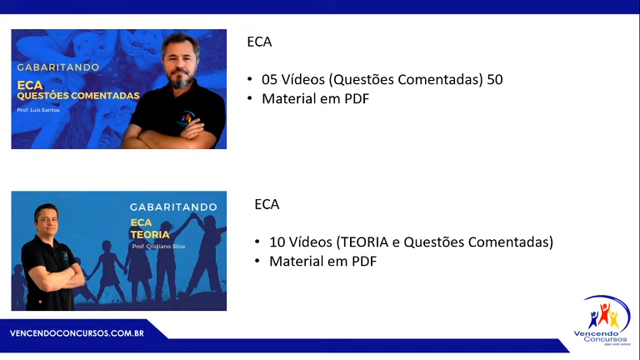 GABARITANDO
ECA
QUESTÕES COMENTADAS
Prof. Luis Santos
ECA
• 05 Vídeos (Questões Comentadas) 50
• Material em PDF
GABARITANDO
ECA
TEORIA
Prof. Cristiano Silva
ECA
• 10 Vídeos (TEORIA e Questões Comentadas)
• Material em PDF
VENCENDOCONCURSOS.COM.BR
Vencendo
Concursos